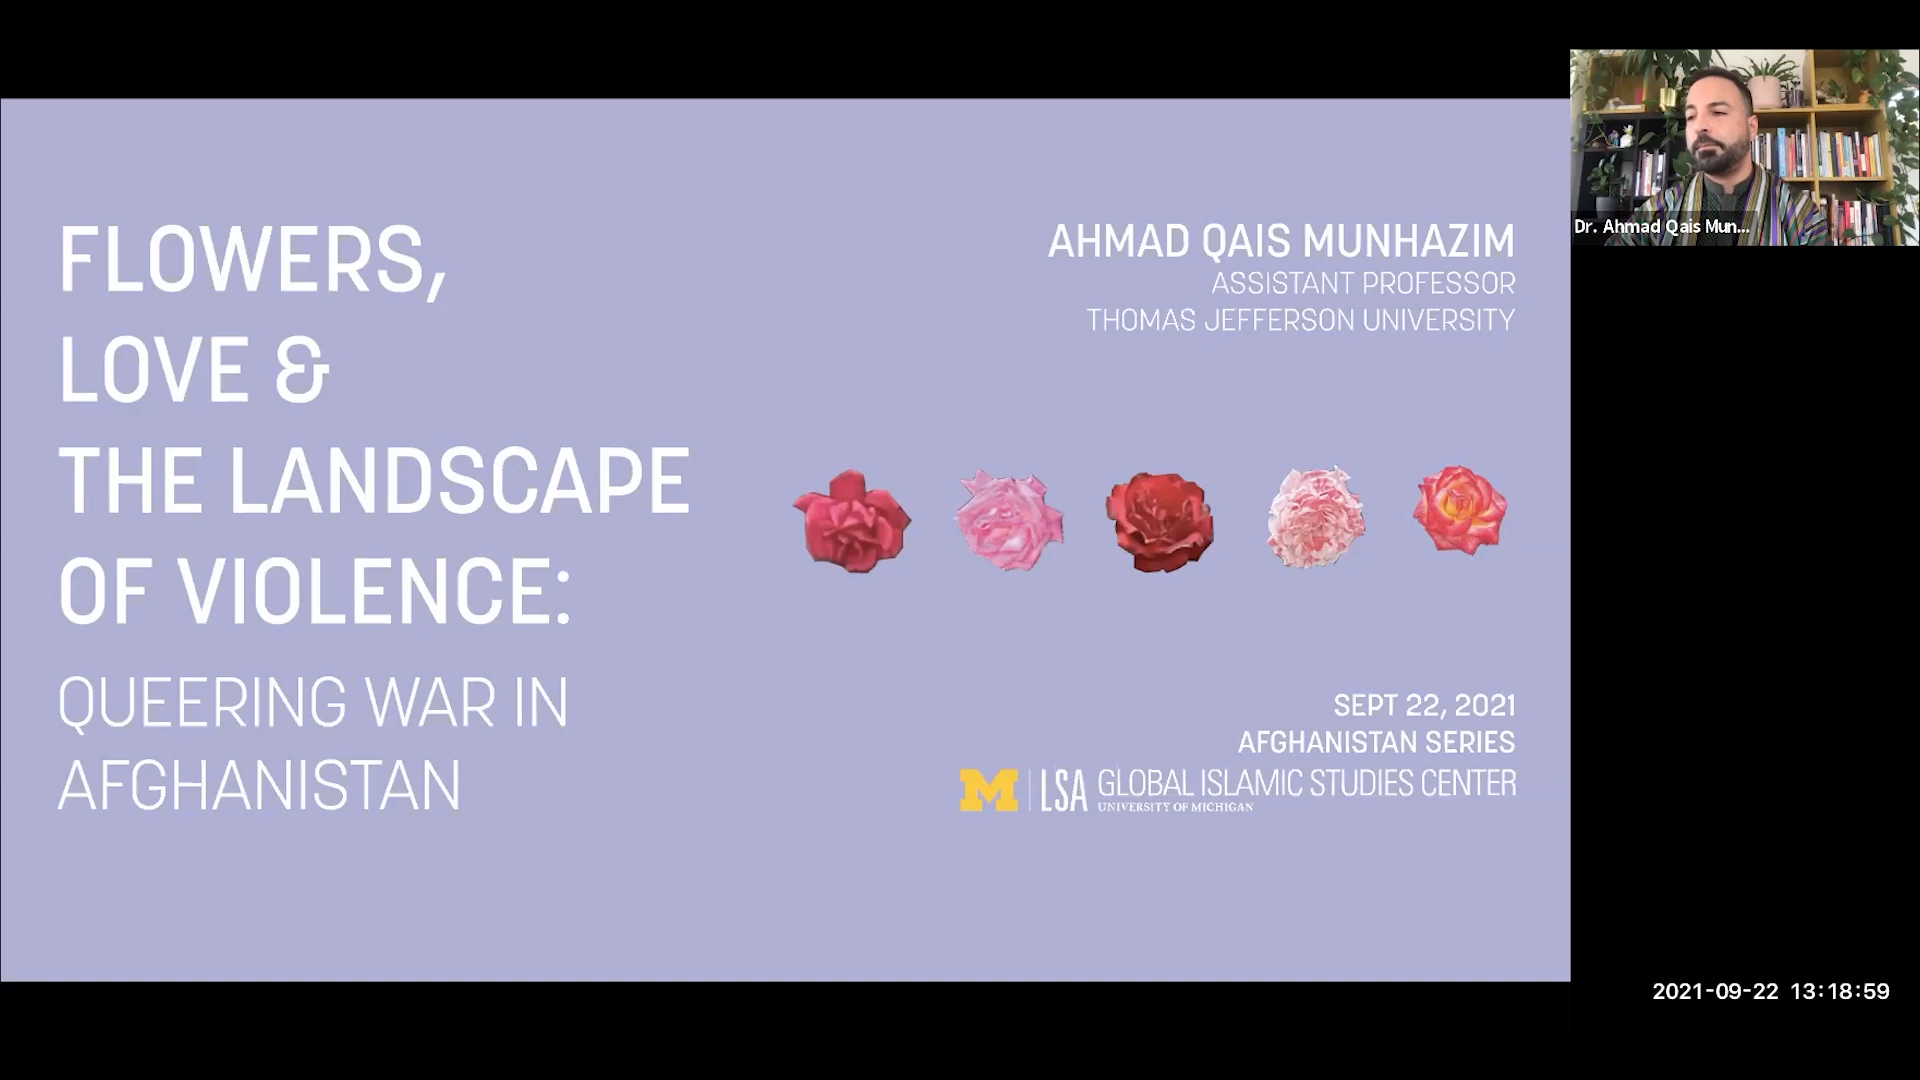 FLOWERS,
LOVE &
THE LANDSCAPE
OF VIOLENCE:
QUEERING WAR IN
AFGHANISTAN
AHMAD QAIS MUNHAZIM
ASSISTANT PROFESSOR
THOMAS JEFFERSON UNIVERSITY
SEPT 22, 2021
AFGHANISTAN SERIES
M LSA GLOBAL ISLAMIC STUDIES CENTER
UNIVERSITY OF MICHIGAN
Dr. Ahmad Qais Mun...
2021-09-22 13:18:59